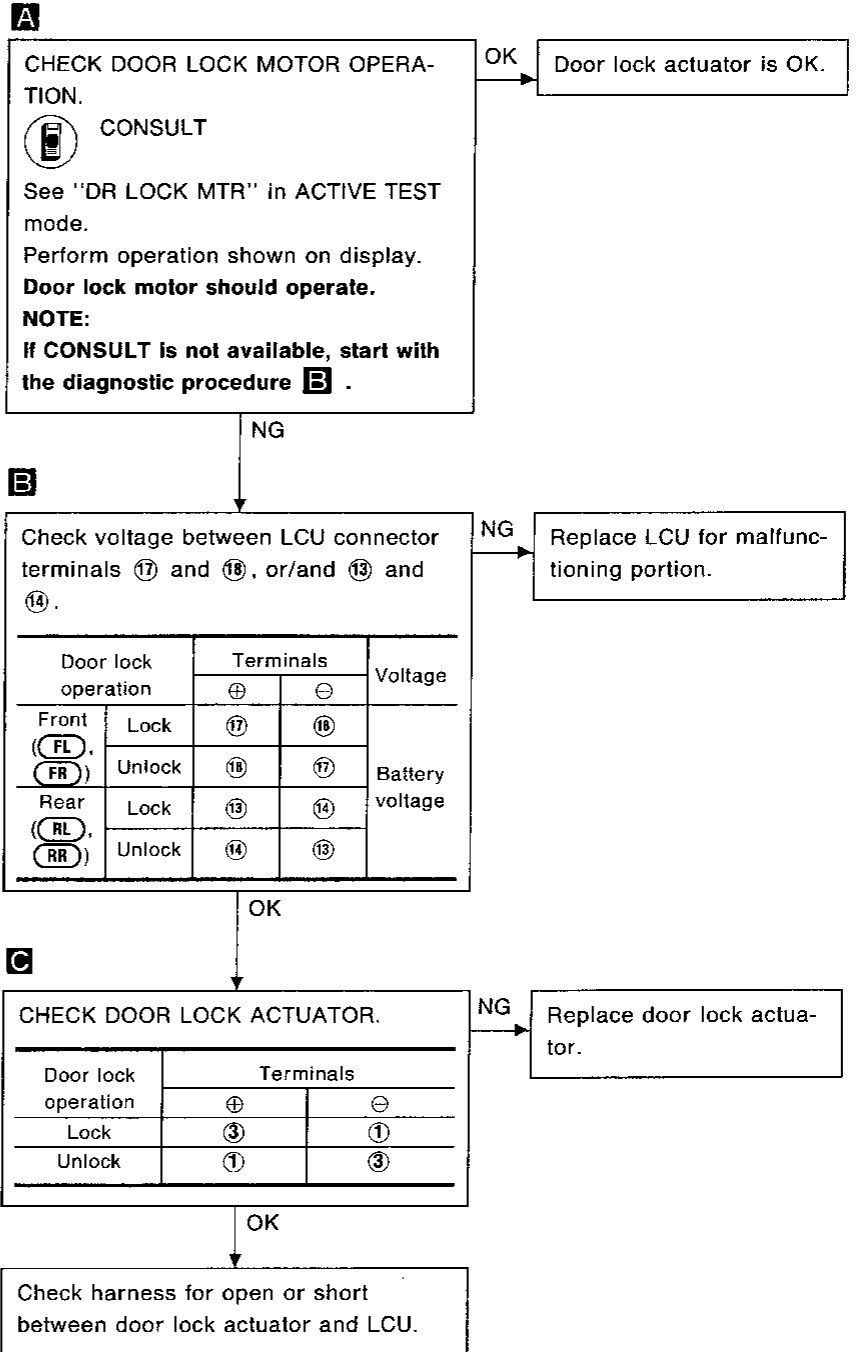 A
CHECK DOOR LOCK MOTOR OPERA-
TION.
CONSULT
See "DR LOCK MTR" in ACTIVE TEST
mode.
Perform operation shown on display.
Door lock motor should operate.
NOTE:
If CONSULT is not available, start with
the diagnostic procedure B .
OK
Door lock actuator is OK.
NG
B
Check voltage between LCU connector
terminals ⑰ and ⑱, or/and ⑬ and
⑭.
Door lock operation Terminals Voltage
⊕ ⊖
Front (FL, FR) Lock ⑰ ⑱ Battery voltage
Unlock ⑱ ⑰
Rear (RL, RR) Lock ⑬ ⑭
Unlock ⑭ ⑬
NG
Replace LCU for malfunc-
tioning portion.
OK
C
CHECK DOOR LOCK ACTUATOR.
Door lock operation Terminals
⊕ ⊖
Lock ③ ①
Unlock ① ③
NG
Replace door lock actua-
tor.
OK
Check harness for open or short
between door lock actuator and LCU.